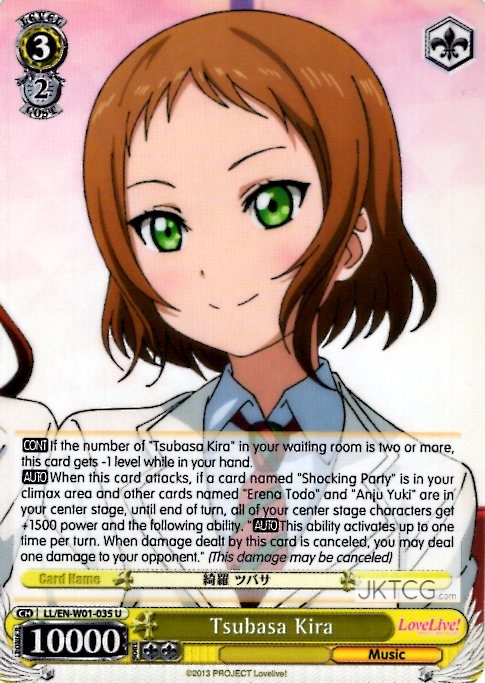 LEVEL
3
2
COST
[CONT] If the number of "Tsubasa Kira" in your waiting room is two or more,
this card gets -1 level while in your hand.
[AUTO] When this card attacks, if a card named "Shocking Party" is in your
climax area and other cards named "Erena Todo" and "Anju Yuki" are in
your center stage, until end of turn, all of your center stage characters get
+1500 power and the following ability. "[AUTO] This ability activates up to one
time per turn. When damage dealt by this card is canceled, you may deal
one damage to your opponent." (This damage may be canceled)
Card Name
綺羅 ツバサ
JKTCG.com
CH LL/EN-W01-035 U
Tsubasa Kira
LoveLive!
POWER
10000
SOUL
Music
©2013 PROJECT Lovelive!